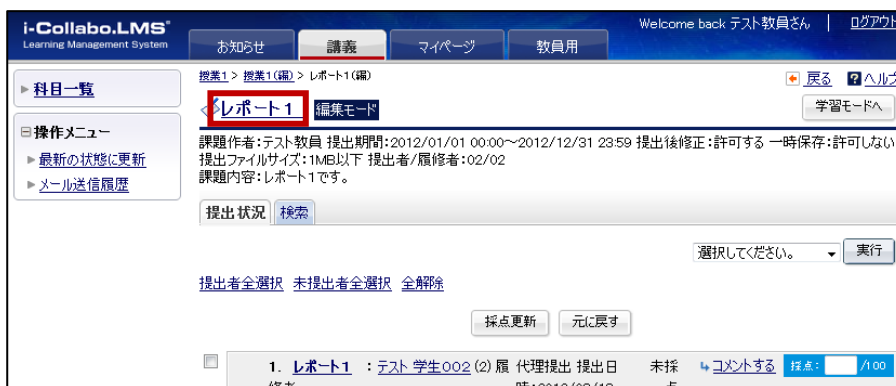 i-Collabo.LMS
Learning Management System
Welcome back テスト教員さん | ログアウト
お知らせ 講義 マイページ 教員用
科目一覧
操作メニュー
最新の状態に更新
メール送信履歴
授業1 > 授業1(編) > レポート1(編)
戻る ヘルプ
レポート1 編集モード 学習モードへ
課題作者:テスト教員 提出期間:2012/01/01 00:00~2012/12/31 23:59 提出後修正:許可する 一時保存:許可しない
提出ファイルサイズ:1MB以下 提出者/履修者:02/02
課題内容:レポート1です。
提出状況 検索
選択してください。 実行
提出者全選択 未提出者全選択 全解除
採点更新 元に戻す
1. レポート1 :テスト 学生002 (2) 履 代理提出 提出日 未採 コメントする 採点: /100